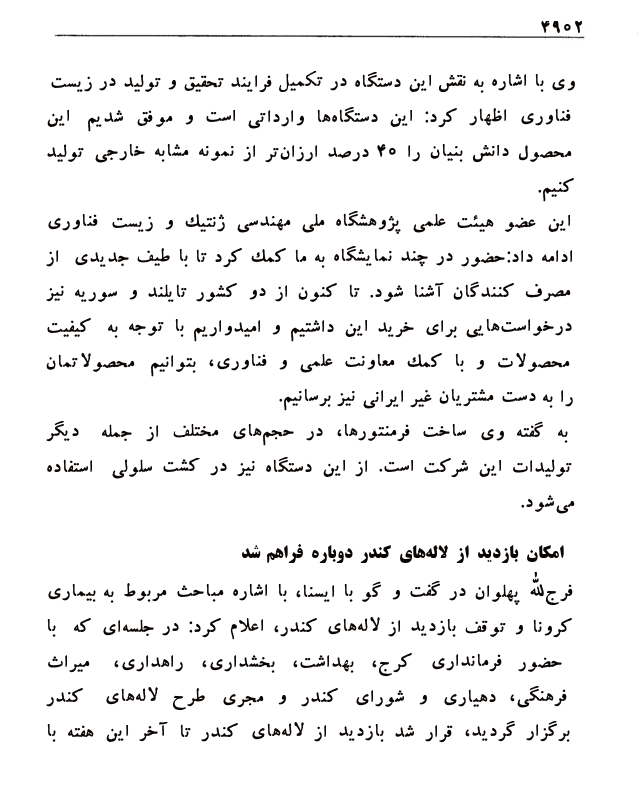 ۴۹۰۲
وی با اشاره به نقش این دستگاه در تکمیل فرایند تحقیق و تولید در زیست
فناوری اظهار کرد: این دستگاه‌ها وارداتی است و موفق شدیم این
محصول دانش بنیان را ۴۰ درصد ارزان‌تر از نمونه مشابه خارجی تولید
کنیم.
این عضو هیئت علمی پژوهشگاه ملی مهندسی ژنتیک و زیست فناوری
ادامه داد:حضور در چند نمایشگاه به ما کمک کرد تا با طیف جدیدی از
مصرف کنندگان آشنا شود. تا کنون از دو کشور تایلند و سوریه نیز
درخواست‌هایی برای خرید این داشتیم و امیدواریم با توجه به کیفیت
محصولات و با کمک معاونت علمی و فناوری، بتوانیم محصولاتمان
را به دست مشتریان غیر ایرانی نیز برسانیم.
به گفته وی ساخت فرمنتورها، در حجم‌های مختلف از جمله دیگر
تولیدات این شرکت است. از این دستگاه نیز در کشت سلولی استفاده
می‌شود.
امکان بازدید از لاله‌های کندر دوباره فراهم شد
فرج‌الله پهلوان در گفت و گو با ایسنا، با اشاره مباحث مربوط به بیماری
کرونا و توقف بازدید از لاله‌های کندر، اعلام کرد: در جلسه‌ای که با
حضور فرمانداری کرج، بهداشت، بخشداری، راهداری، میراث
فرهنگی، دهیاری و شورای کندر و مجری طرح لاله‌های کندر
برگزار گردید، قرار شد بازدید از لاله‌های کندر تا آخر این هفته با